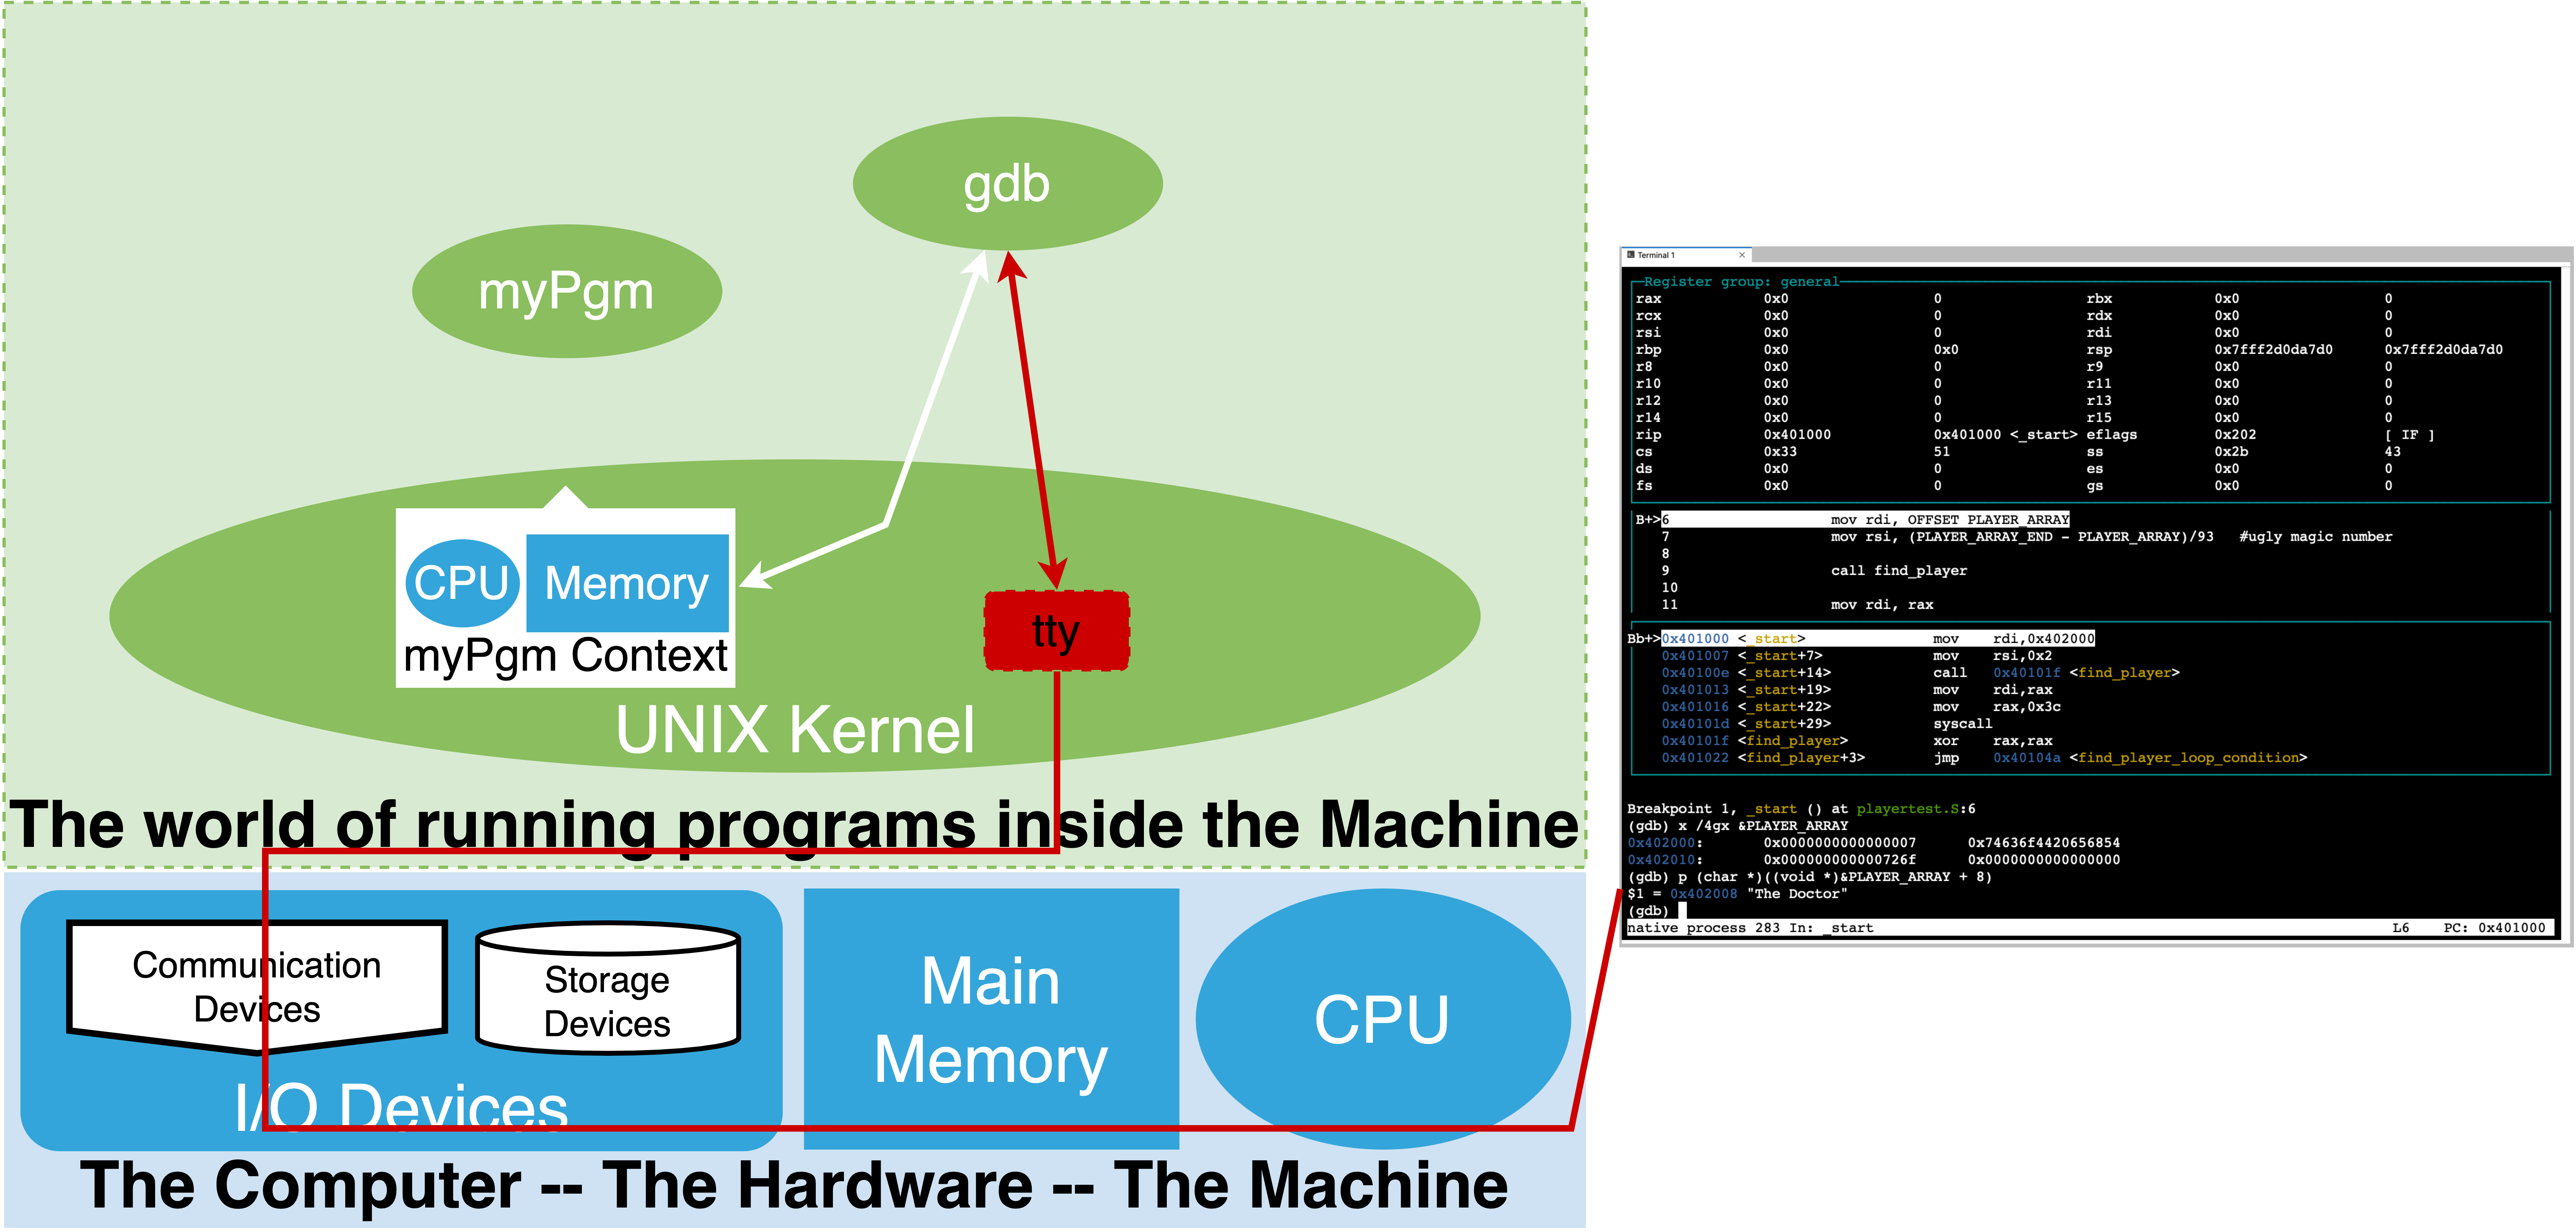 gdb
myPgm
CPU Memory
myPgm Context
tty
UNIX Kernel
The world of running programs inside the Machine
Communication
Devices
Storage
Devices
I/O Devices
Main
Memory
CPU
The Computer -- The Hardware -- The Machine
Terminal 1
Register group: general
rax 0x0 0 rbx 0x0 0
rcx 0x0 0 rdx 0x0 0
rsi 0x0 0 rdi 0x0 0
rbp 0x0 0x0 rsp 0x7fff2d0da7d0 0x7fff2d0da7d0
r8 0x0 0 r9 0x0 0
r10 0x0 0 r11 0x0 0
r12 0x0 0 r13 0x0 0
r14 0x0 0 r15 0x0 0
rip 0x401000 0x401000 <_start> eflags 0x202 [ IF ]
cs 0x33 51 ss 0x2b 43
ds 0x0 0 es 0x0 0
fs 0x0 0 gs 0x0 0
B+>6 mov rdi, OFFSET PLAYER_ARRAY
7 mov rsi, (PLAYER_ARRAY_END - PLAYER_ARRAY)/93 #ugly magic number
8
9 call find_player
10
11 mov rdi, rax
Bb+>0x401000 <_start> mov rdi,0x402000
0x401007 <_start+7> mov rsi,0x2
0x40100e <_start+14> call 0x40101f <find_player>
0x401013 <_start+19> mov rdi,rax
0x401016 <_start+22> mov rax,0x3c
0x40101d <_start+29> syscall
0x40101f <find_player> xor rax,rax
0x401022 <find_player+3> jmp 0x40104a <find_player_loop_condition>
Breakpoint 1, _start () at playertest.S:6
(gdb) x /4gx &PLAYER_ARRAY
0x402000: 0x0000000000000007 0x74636f4420656854
0x402010: 0x000000000000726f 0x0000000000000000
(gdb) p (char *)((void *)&PLAYER_ARRAY + 8)
$1 = 0x402008 "The Doctor"
(gdb)
native process 283 In: _start L6 PC: 0x401000